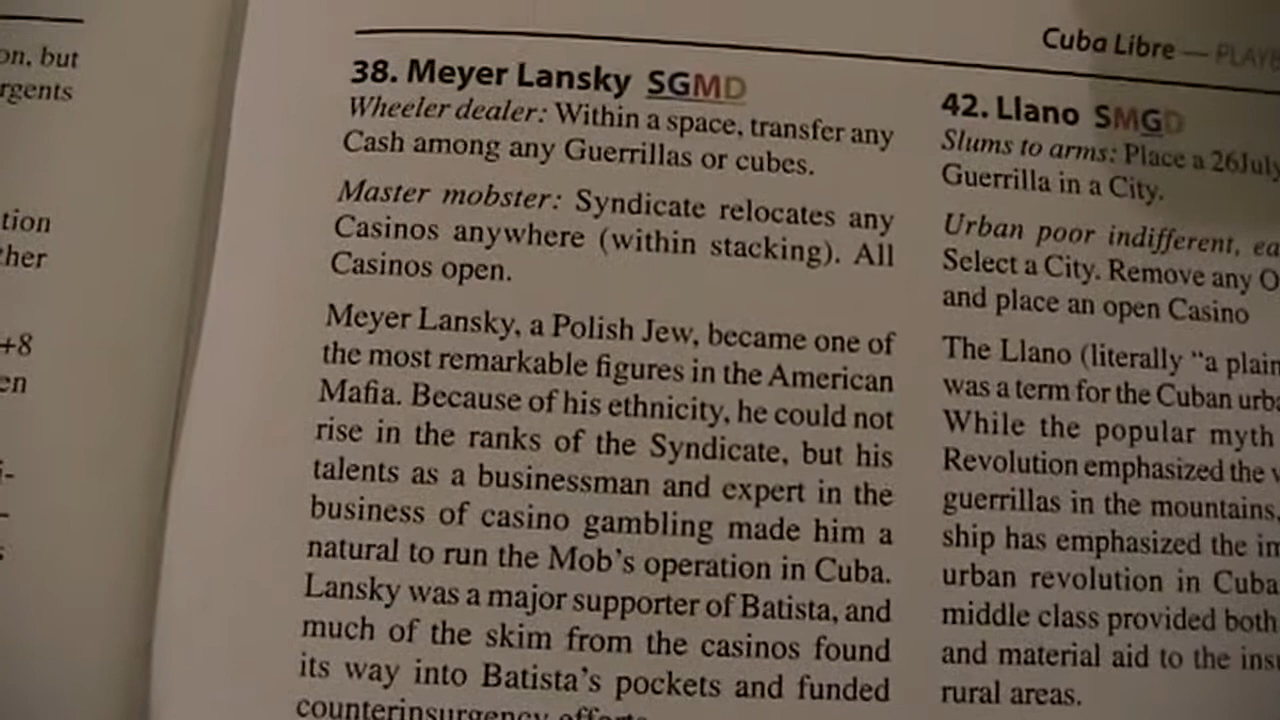 on, but
rgents
tion
ther
+8
en
Cuba Libre — PLAYE
38. Meyer Lansky SGMD
Wheeler dealer: Within a space, transfer any
Cash among any Guerrillas or cubes.
Master mobster: Syndicate relocates any
Casinos anywhere (within stacking). All
Casinos open.
Meyer Lansky, a Polish Jew, became one of
the most remarkable figures in the American
Mafia. Because of his ethnicity, he could not
rise in the ranks of the Syndicate, but his
talents as a businessman and expert in the
business of casino gambling made him a
natural to run the Mob's operation in Cuba.
Lansky was a major supporter of Batista, and
much of the skim from the casinos found
its way into Batista's pockets and funded
counterinsurgency efforts
42. Llano SMGD
Slums to arms: Place a 26July
Guerrilla in a City.
Urban poor indifferent, ea
Select a City. Remove any O
and place an open Casino
The Llano (literally “a plain
was a term for the Cuban urba
While the popular myth
Revolution emphasized the
guerrillas in the mountains,
ship has emphasized the im
urban revolution in Cuba
middle class provided both
and material aid to the insu
rural areas.